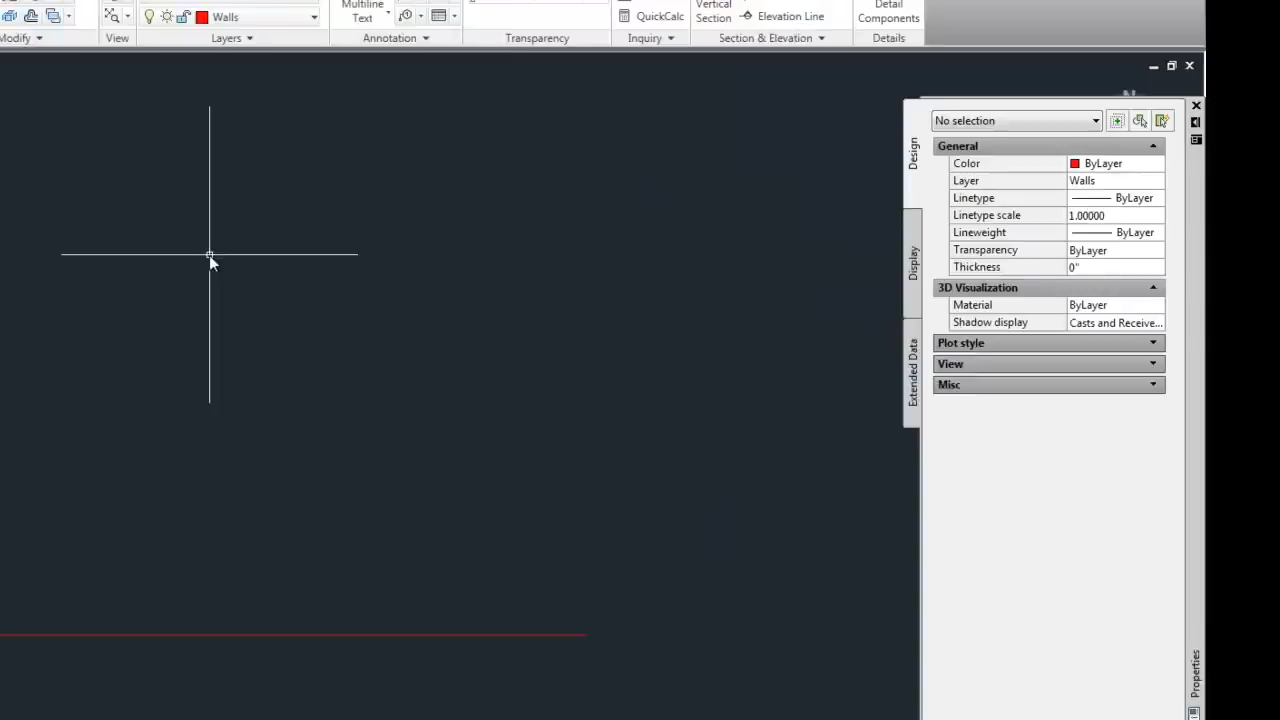 Multiline
Text
Walls
QuickCalc
Vertical
Section
Elevation Line
Detail
Components
Modify
View
Layers
Annotation
Transparency
Inquiry
Section & Elevation
Details
No selection
Design
Display
Extended Data
General
Color ByLayer
Layer Walls
Linetype ByLayer
Linetype scale 1.00000
Lineweight ByLayer
Transparency ByLayer
Thickness 0"
3D Visualization
Material ByLayer
Shadow display Casts and Receive...
Plot style
View
Misc
Properties